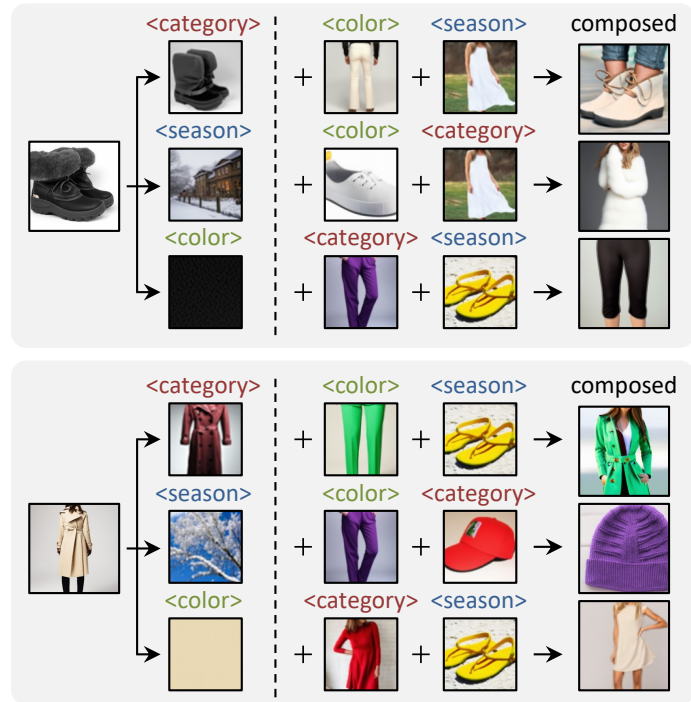 <category> <color> <season> composed
+ +
<season> <color> <category>
+ +
<color> <category> <season>
+ +
<category> <color> <season> composed
+ +
<season> <color> <category>
+ +
<color> <category> <season>
+ +